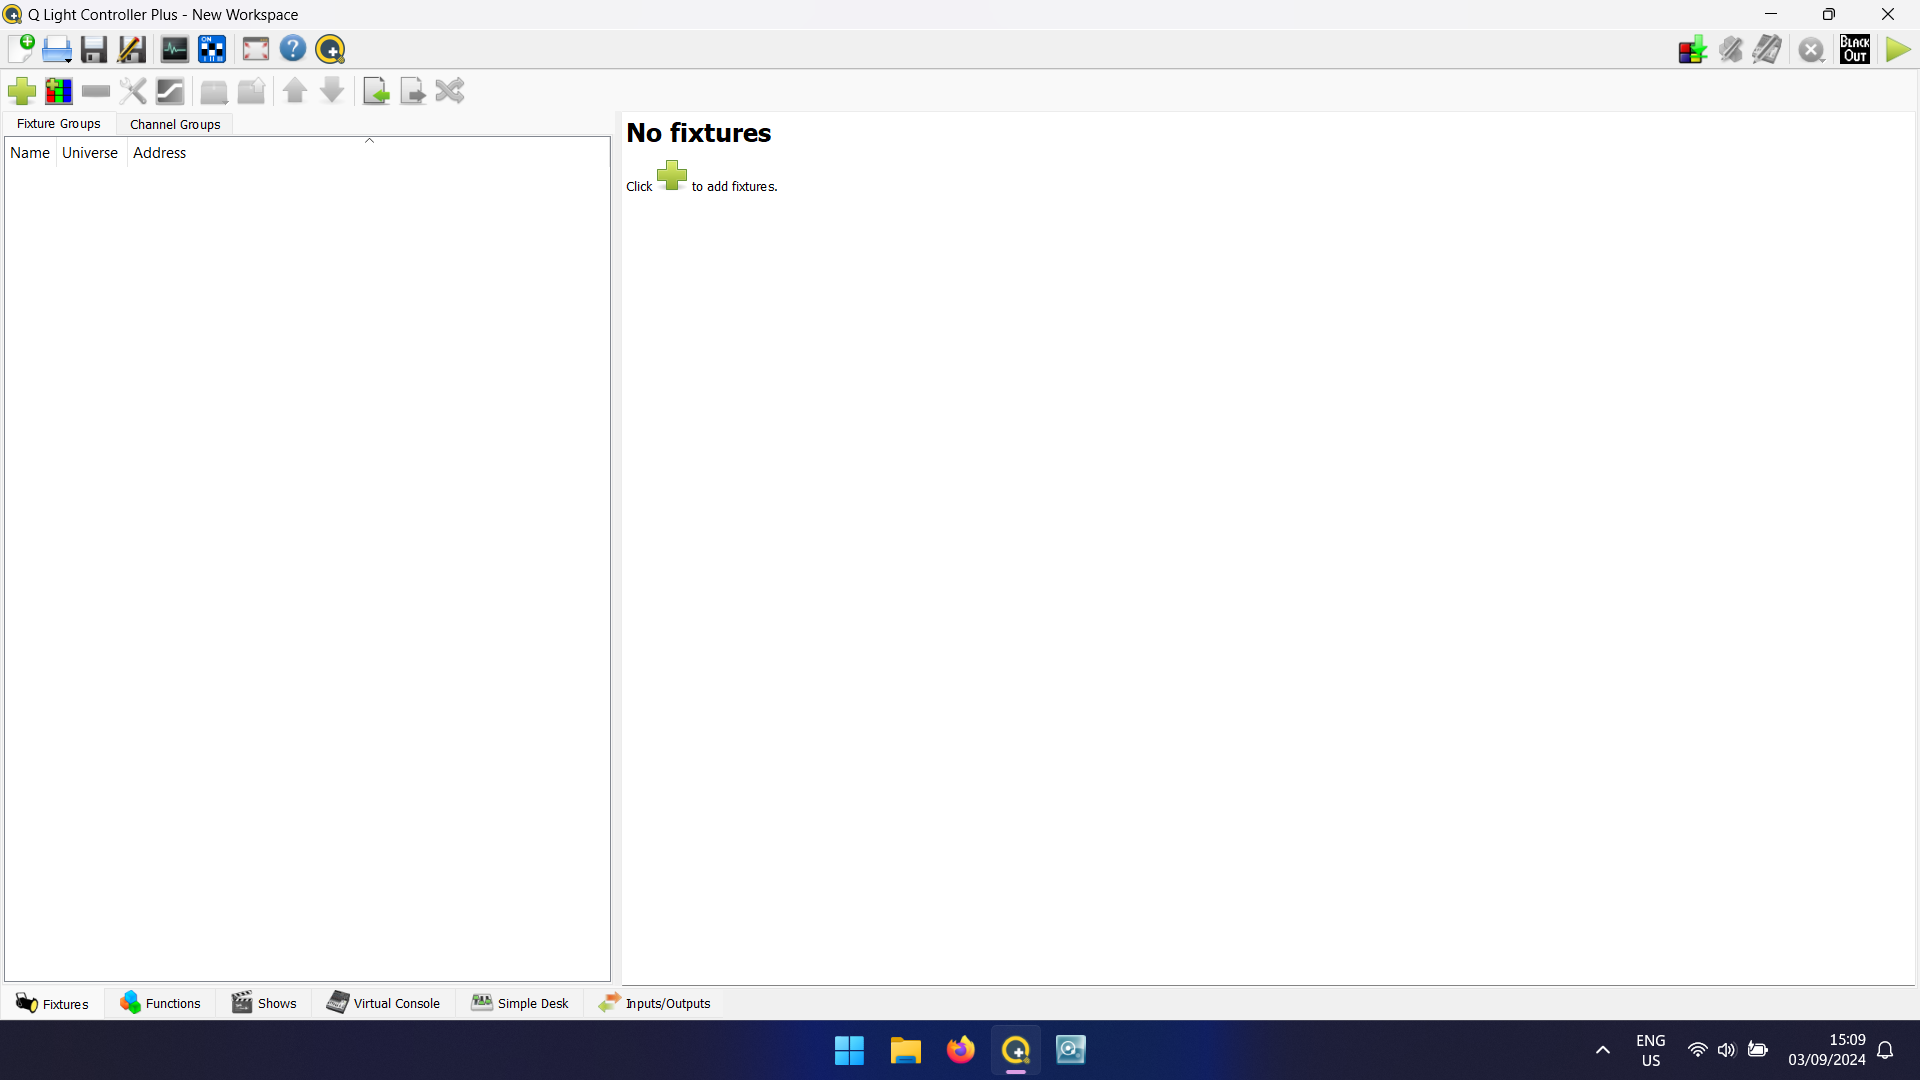 Q Light Controller Plus - New Workspace
ON
BLACK
OUT
Fixture Groups
Channel Groups
Name Universe Address
No fixtures
Click to add fixtures.
Fixtures
Functions
Shows
Virtual Console
Simple Desk
Inputs/Outputs
ENG
US
15:09
03/09/2024